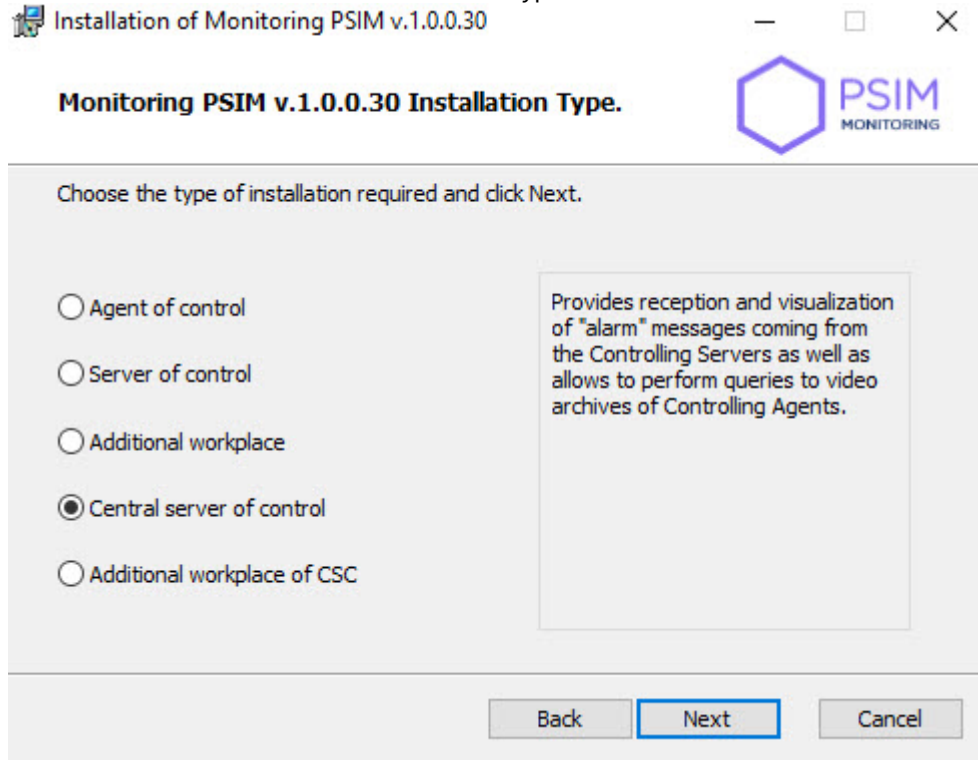 Installation of Monitoring PSIM v.1.0.0.30
Monitoring PSIM v.1.0.0.30 Installation Type.
PSIM
MONITORING
Choose the type of installation required and click Next.
Agent of control
Server of control
Additional workplace
Central server of control
Additional workplace of CSC
Provides reception and visualization
of "alarm" messages coming from
the Controlling Servers as well as
allows to perform queries to video
archives of Controlling Agents.
Back
Next
Cancel